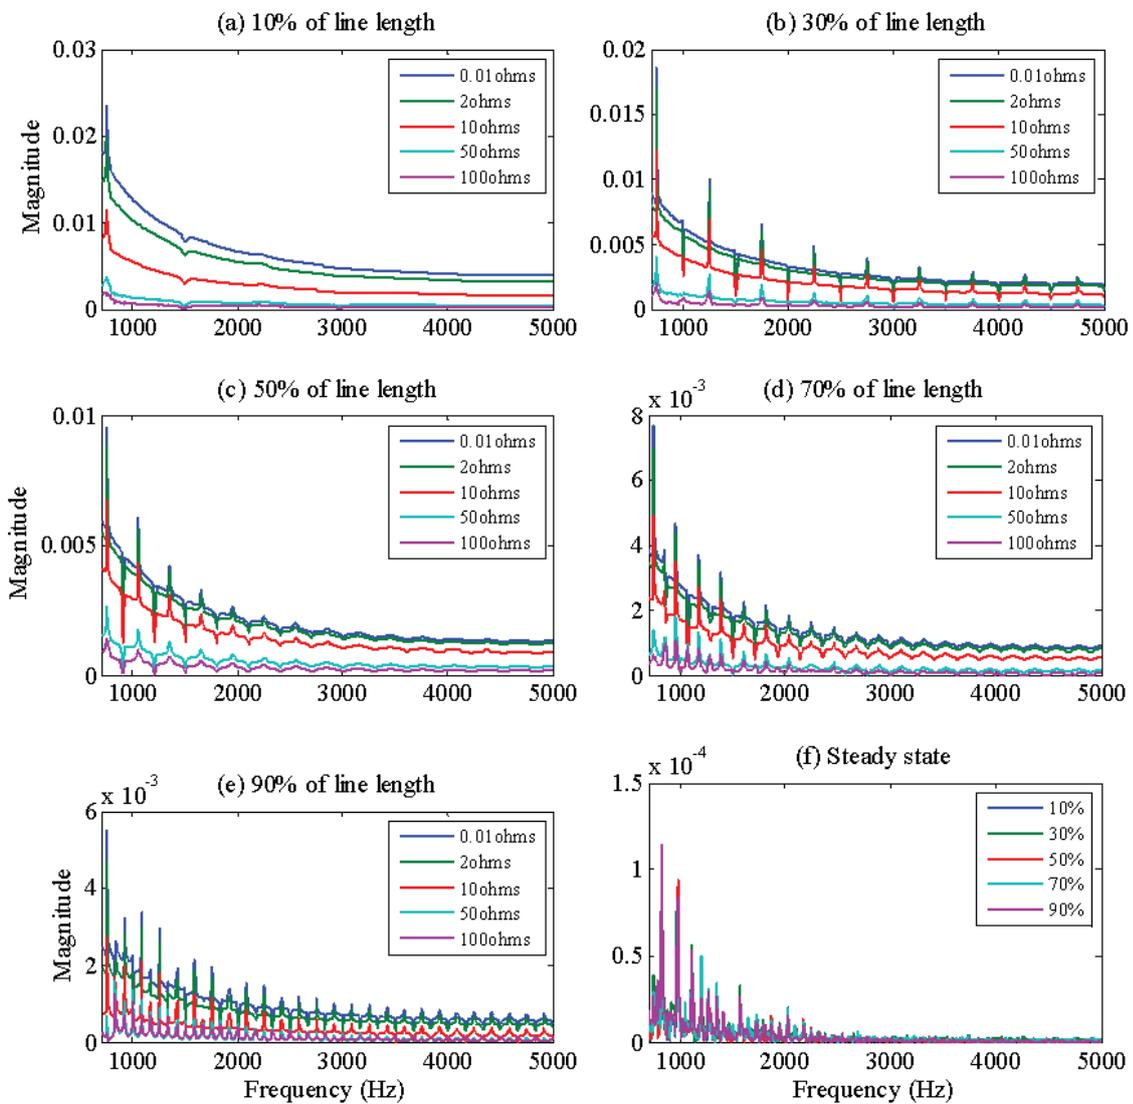 (a) 10% of line length
0.03
0.02
0.01
0
Magnitude
1000 2000 3000 4000 5000
0.01ohms
2ohms
10ohms
50ohms
100ohms
(b) 30% of line length
0.02
0.015
0.01
0.005
0
1000 2000 3000 4000 5000
0.01ohms
2ohms
10ohms
50ohms
100ohms
(c) 50% of line length
0.01
0.005
0
Magnitude
1000 2000 3000 4000 5000
0.01ohms
2ohms
10ohms
50ohms
100ohms
(d) 70% of line length
x 10-3
8
6
4
2
0
1000 2000 3000 4000 5000
0.01ohms
2ohms
10ohms
50ohms
100ohms
(e) 90% of line length
x 10-3
6
4
2
0
Magnitude
1000 2000 3000 4000 5000
Frequency (Hz)
0.01ohms
2ohms
10ohms
50ohms
100ohms
(f) Steady state
x 10-4
1.5
1
0.5
0
1000 2000 3000 4000 5000
Frequency (Hz)
10%
30%
50%
70%
90%